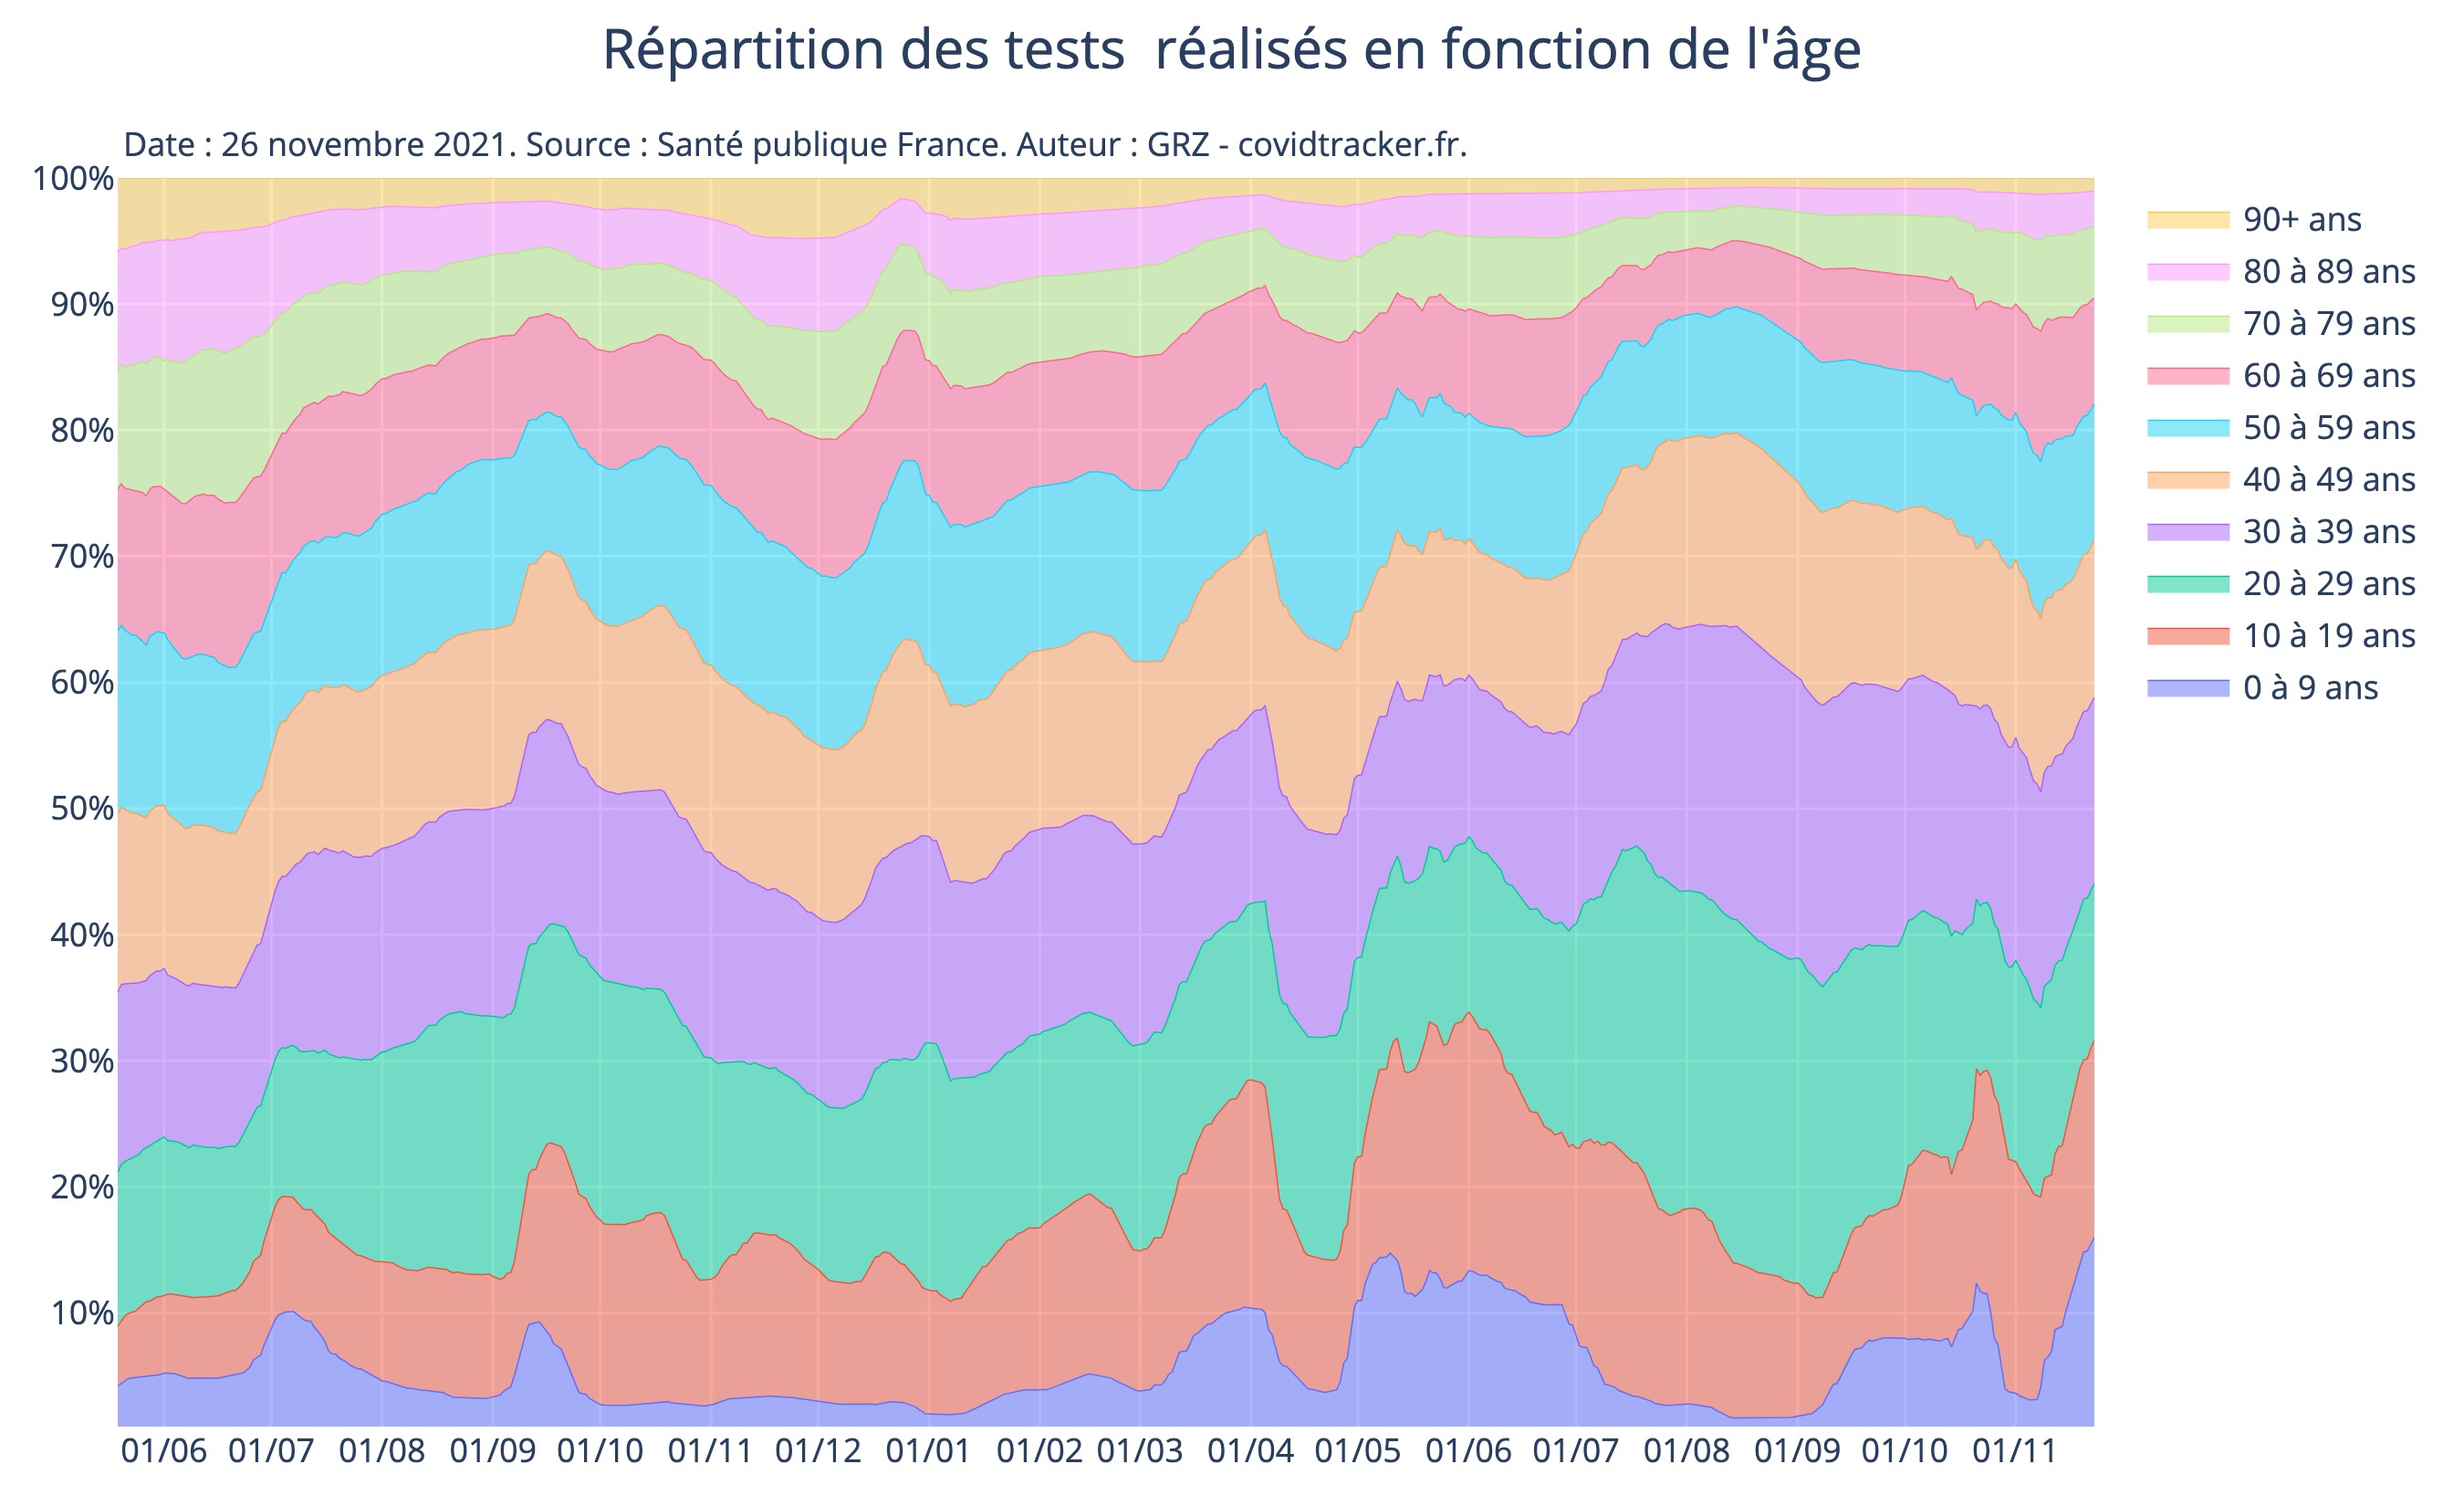 Répartition des tests  réalisés en fonction de l'âge
Date : 26 novembre 2021. Source : Santé publique France. Auteur : GRZ - covidtracker.fr.
100%
90%
80%
70%
60%
50%
40%
30%
20%
10%
01/06 01/07 01/08 01/09 01/10 01/11 01/12 01/01 01/02 01/03 01/04 01/05 01/06 01/07 01/08 01/09 01/10 01/11
90+ ans
80 à 89 ans
70 à 79 ans
60 à 69 ans
50 à 59 ans
40 à 49 ans
30 à 39 ans
20 à 29 ans
10 à 19 ans
0 à 9 ans